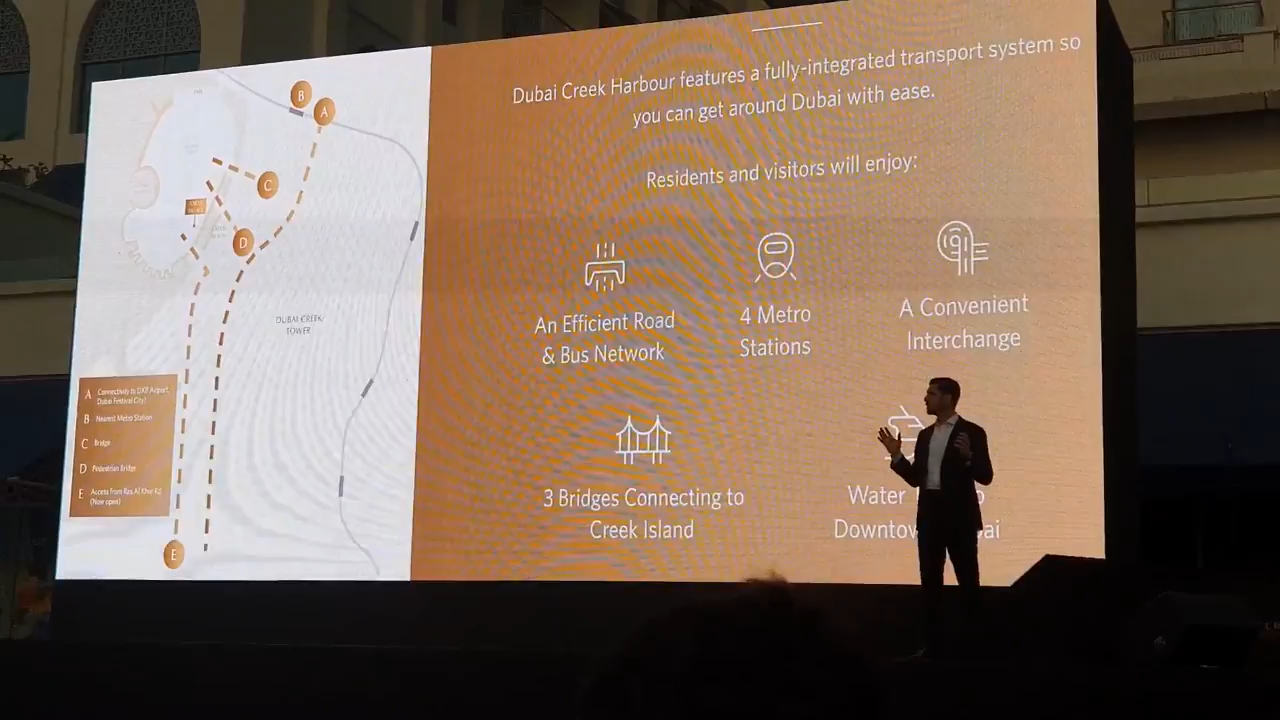 Dubai Creek Harbour features a fully-integrated transport system so
you can get around Dubai with ease.
Residents and visitors will enjoy:
An Efficient Road
& Bus Network
4 Metro
Stations
A Convenient
Interchange
3 Bridges Connecting to
Creek Island
Water
Downto
ai
B
A
C
D
DUBAI CREEK
TOWER
A Connectivity to DXB Airport,
Dubai Festival City)
B Nearest Metro Station
C Bridge
D Pedestrian Bridge
E Access from Ras Al Khor Rd
(Now open)
E